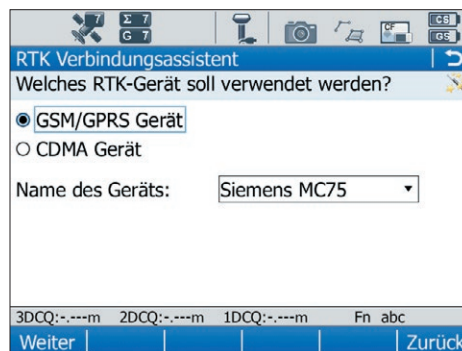 Σ 7
G 7
CF
CS
GS
RTK Verbindungsassistent
Welches RTK-Gerät soll verwendet werden?
GSM/GPRS Gerät
CDMA Gerät
Name des Geräts: Siemens MC75
3DCQ:-.---m 2DCQ:-.---m 1DCQ:-.---m Fn abc
Weiter Zurück